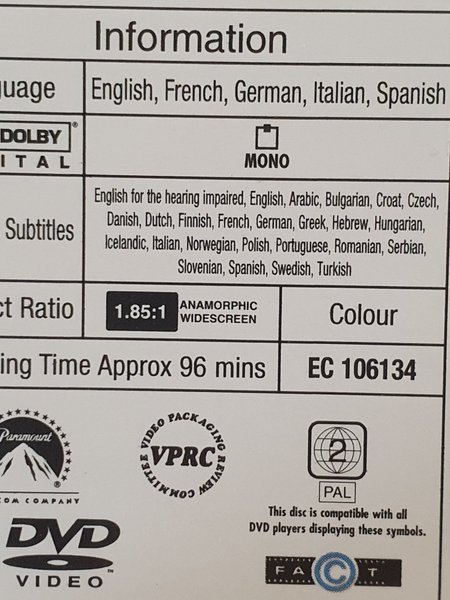 Information
uage English, French, German, Italian, Spanish
DOLBY
ITAL
MONO
Subtitles
English for the hearing impaired, English, Arabic, Bulgarian, Croat, Czech,
Danish, Dutch, Finnish, French, German, Greek, Hebrew, Hungarian,
Icelandic, Italian, Norwegian, Polish, Portuguese, Romanian, Serbian,
Slovenian, Spanish, Swedish, Turkish
ct Ratio 1.85:1 ANAMORPHIC WIDESCREEN Colour
ing Time Approx 96 mins EC 106134
Paramount
COM COMPANY
VIDEO PACKAGING REVIEW COMMITTEE
VPRC
2
PAL
This disc is compatible with all
DVD players displaying these symbols.
DVD
VIDEO
FACT